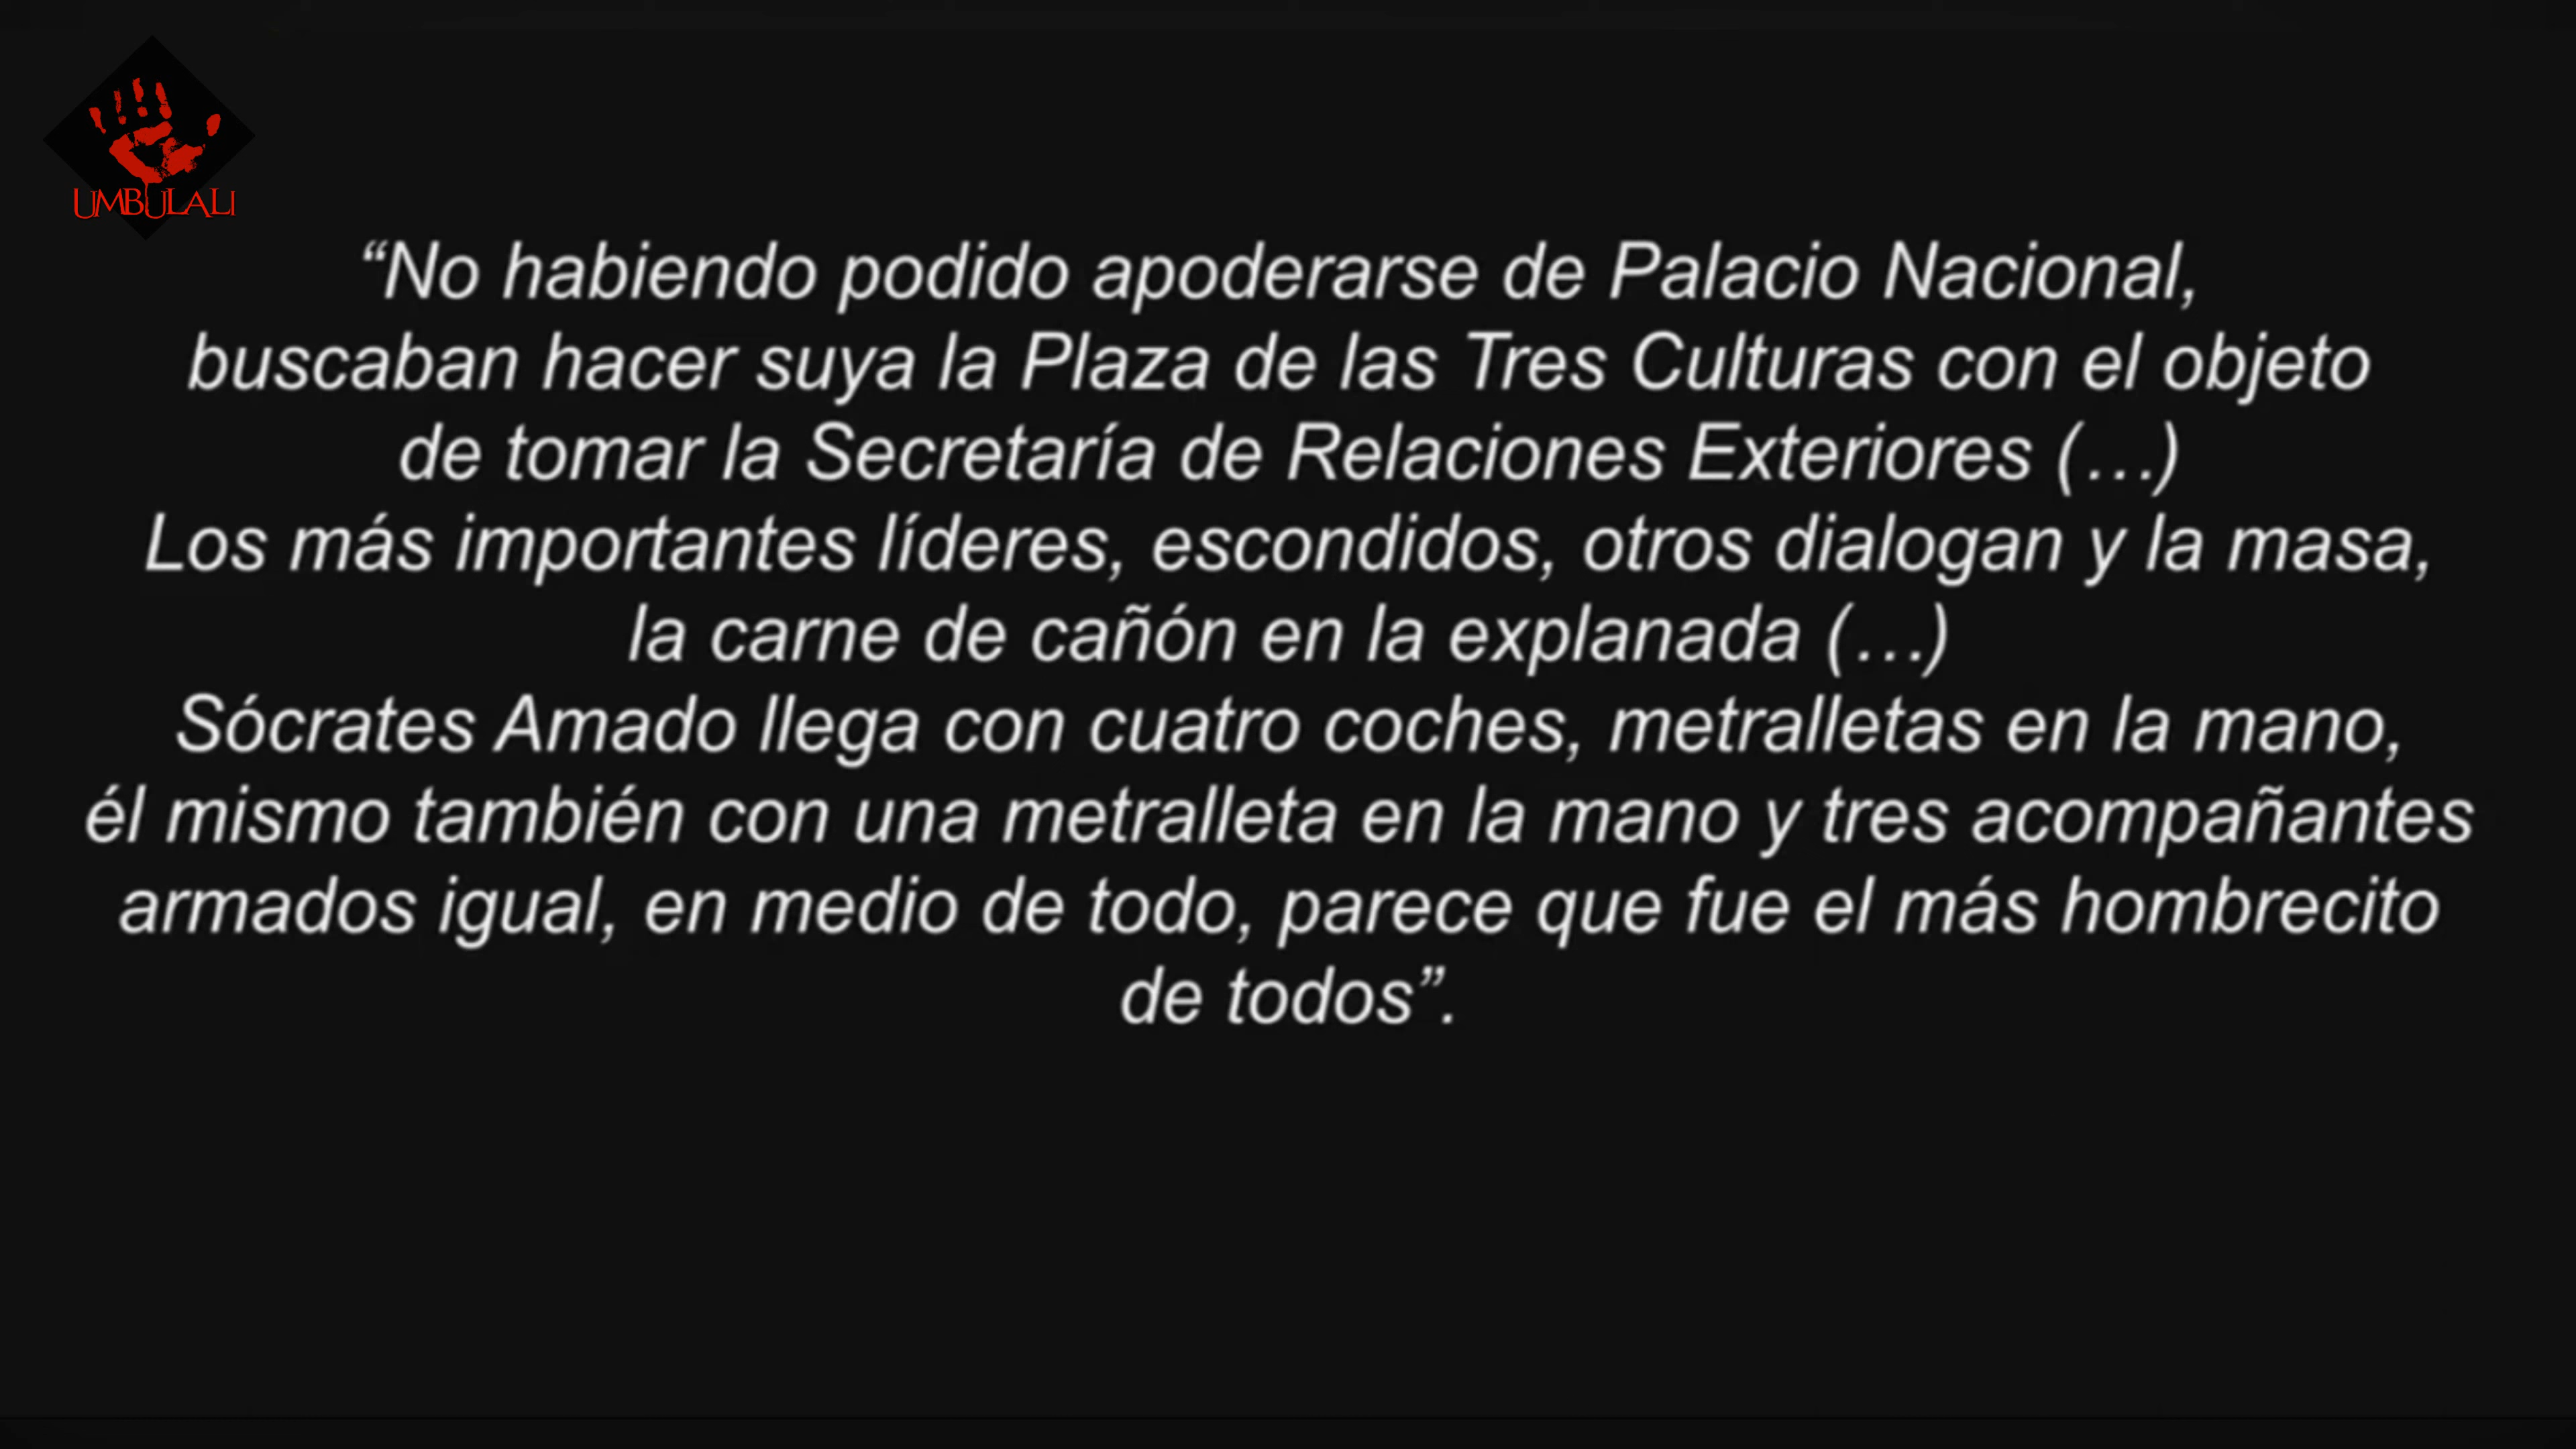 UMBULALI
“No habiendo podido apoderarse de Palacio Nacional,
buscaban hacer suya la Plaza de las Tres Culturas con el objeto
de tomar la Secretaría de Relaciones Exteriores (…)
Los más importantes líderes, escondidos, otros dialogan y la masa,
la carne de cañón en la explanada (…)
Sócrates Amado llega con cuatro coches, metralletas en la mano,
él mismo también con una metralleta en la mano y tres acompañantes
armados igual, en medio de todo, parece que fue el más hombrecito
de todos”.